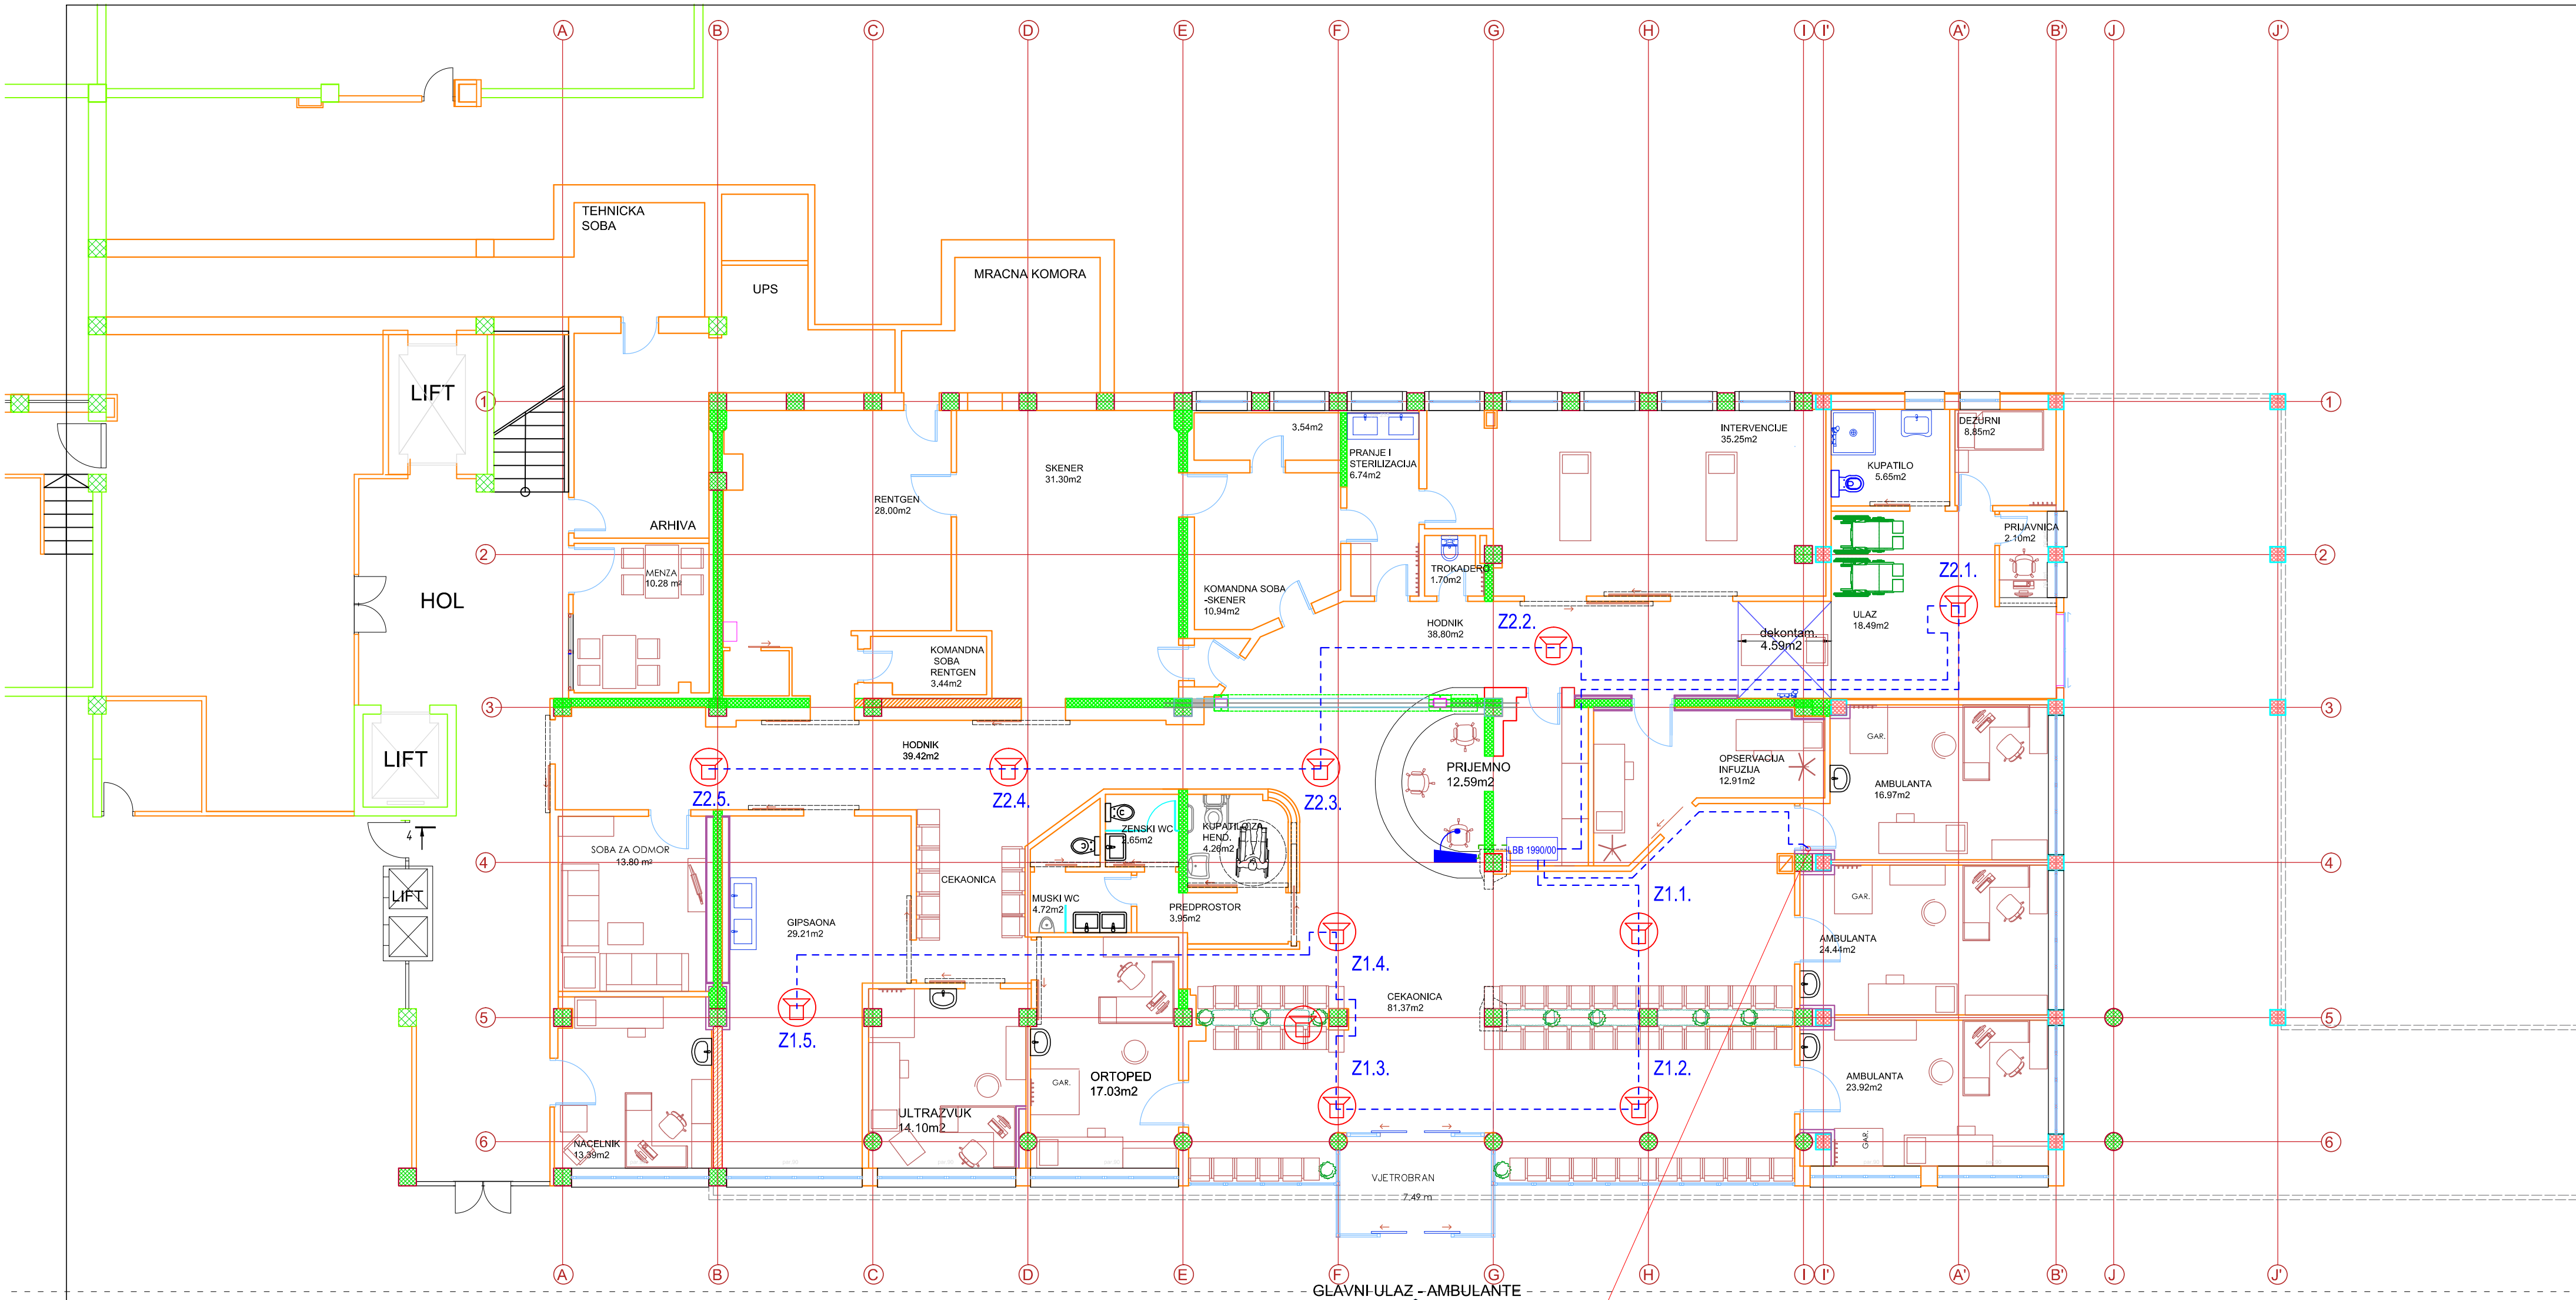 A
B
C
D
E
F
G
H
I
I'
A'
B'
J
J'
TEHNICKA
SOBA
UPS
MRACNA KOMORA
LIFT
1
1
3.54m2
INTERVENCIJE
35.25m2
DEZURNI
8.85m2
PRANJE I
STERILIZACIJA
6.74m2
SKENER
31.30m2
KUPATILO
5.65m2
RENTGEN
28.00m2
ARHIVA
PRIJAVNICA
2.10m2
2
2
MENZA
10.28 m²
TROKADERO
1.70m2
Z2.1.
KOMANDNA SOBA
-SKENER
10,94m2
HOL
HODNIK
38.80m2
Z2.2.
ULAZ
18.49m2
dekontam.
4.59m2
KOMANDNA
SOBA
RENTGEN
3.44m2
3
3
HODNIK
39.42m2
GAR.
LIFT
PRIJEMNO
12.59m2
OPSERVACIJA
INFUZIJA
12.91m2
AMBULANTA
16.97m2
Z2.5.
Z2.4.
Z2.3.
4
ZENSKI WC
2.65m2
KUPATILO ZA
HEND.
4.26m2
SOBA ZA ODMOR
13.80 m²
LBB 1990/00
4
4
CEKAONICA
LIFT
MUSKI WC
4.72m2
PREDPROSTOR
3.95m2
Z1.1.
GAR.
GIPSAONA
29.21m2
AMBULANTA
24.44m2
Z1.4.
CEKAONICA
81.37m2
5
5
Z1.5.
Z1.3.
Z1.2.
ORTOPED
17.03m2
GAR.
AMBULANTA
23.92m2
ULTRAZVUK
14.10m2
6
6
NACELNIK
13.39m2
GAR.
VJETROBRAN
7.49 m
A
B
C
D
E
F
G
H
I
I'
A'
B'
J
J'
GLAVNI ULAZ - AMBULANTE